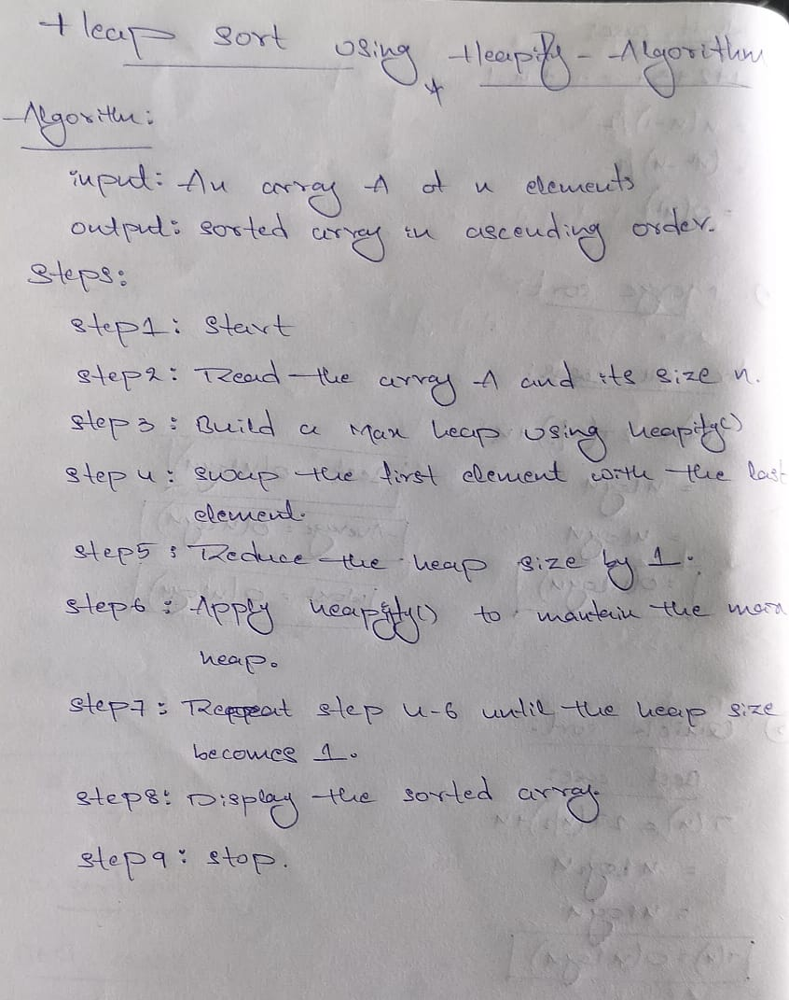 Heap sort using Heapify - Algorithm
Algorithm:
input: An array A of n elements
output: sorted array in ascending order.
Steps:
step1: Start
step2: Read the array A and its size n.
step3: Build a Max heap using heapify()
step4: swap the first element with the last
element.
step5: Reduce the heap size by 1.
step6: Apply heapify() to mantain the max
heap.
step7: Repeat step 4-6 until the heap size
becomes 1.
step8: Display the sorted array.
step9: stop.